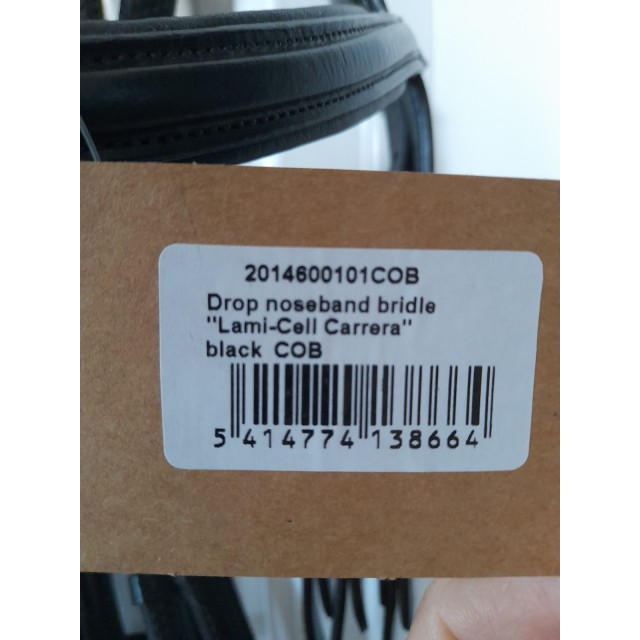 2014600101COB
Drop noseband bridle
"Lami-Cell Carrera"
black COB
5 414774 138664